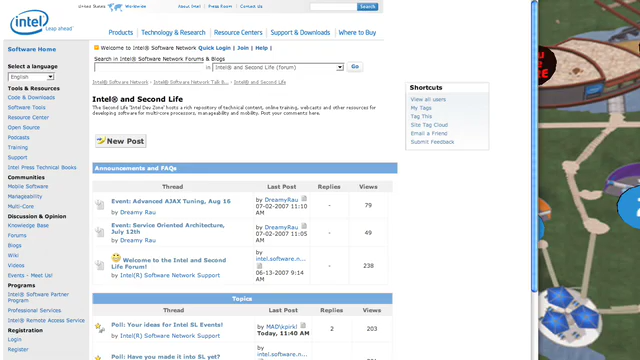 United States
Worldwide
About Intel | Press Room | Contact Us
Search
intel
Leap ahead™
Products | Technology & Research | Resource Centers | Support & Downloads | Where to Buy
Software Home
Welcome to Intel® Software Network Quick Login | Join | Help |
Search in Intel® Software Network Forums & Blogs
in Intel® and Second Life (forum) Go
Intel® Software Network > Intel® Software Network Talk B... > Intel® and Second Life
Select a language
English
Tools & Resources
Code & Downloads
Software Tools
Resource Center
Open Source
Podcasts
Training
Support
Intel Press Technical Books
Communities
Mobile Software
Manageability
Multi-Core
Discussion & Opinion
Knowledge Base
Forums
Blogs
Wiki
Videos
Events - Meet Us!
Programs
Intel® Software Partner
Program
Professional Services
Intel® Remote Access Service
Registration
Login
Register
Intel® and Second Life
The Second Life 'Intel Dev Zone' hosts a rich repository of technical content, online training, webcasts and other resources for
developing software for multi-core processors, manageability and mobility. Post your comments here.
New Post
Announcements and FAQs
Thread Last Post Replies Views
Event: Advanced AJAX Tuning, Aug 16
by Dreamy Rau
by DreamyRau
07-02-2007 11:10
AM
- 79
Event: Service Oriented Architecture,
July 12th
by Dreamy Rau
by DreamyRau
07-02-2007 11:05
AM
- 49
Welcome to the Intel and Second
Life Forum!
by Intel(R) Software Network Support
by
intel.software.n...
06-13-2007 9:14
AM
- 238
Topics
Thread Last Post Replies Views
Poll: Your ideas for Intel SL Events!
by Intel(R) Software Network Support
by MAD\kpirkl
Today, 11:40 AM
2 203
Poll: Have you made it into SL yet?
by
intel.software.n...
Shortcuts
View all users
My Tags
Tag This
Site Tag Cloud
Email a Friend
Submit Feedback